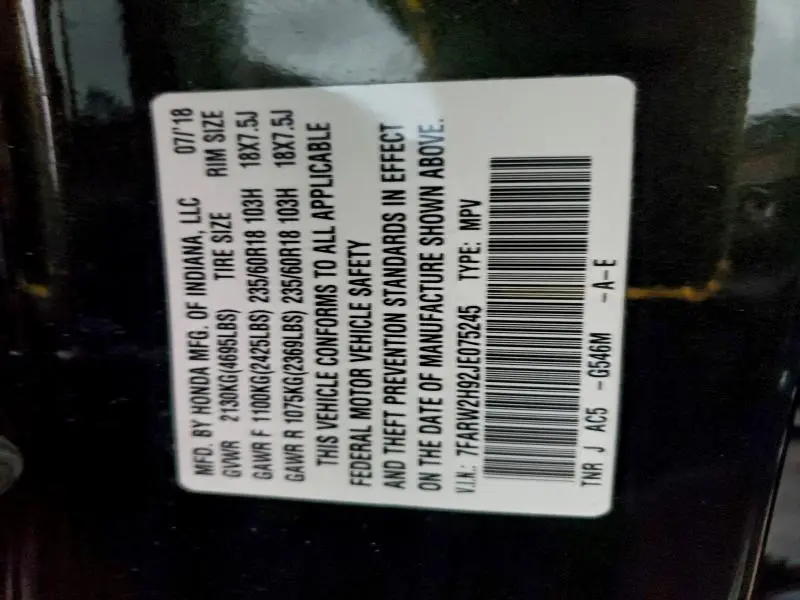 MFD. BY HONDA MFG. OF INDIANA, LLC 07/'18
GVWR 2130KG(4695LBS) TIRE SIZE RIM SIZE
GAWR F 1100KG(2425LBS) 235/60R18 103H 18X7.5J
GAWR R 1075KG(2369LBS) 235/60R18 103H 18X7.5J
THIS VEHICLE CONFORMS TO ALL APPLICABLE
FEDERAL MOTOR VEHICLE SAFETY
AND THEFT PREVENTION STANDARDS IN EFFECT
ON THE DATE OF MANUFACTURE SHOWN ABOVE.
V.I.N.: 7FARW2H92JE075245 TYPE: MPV
TNR J AC5 -G546M -A-E